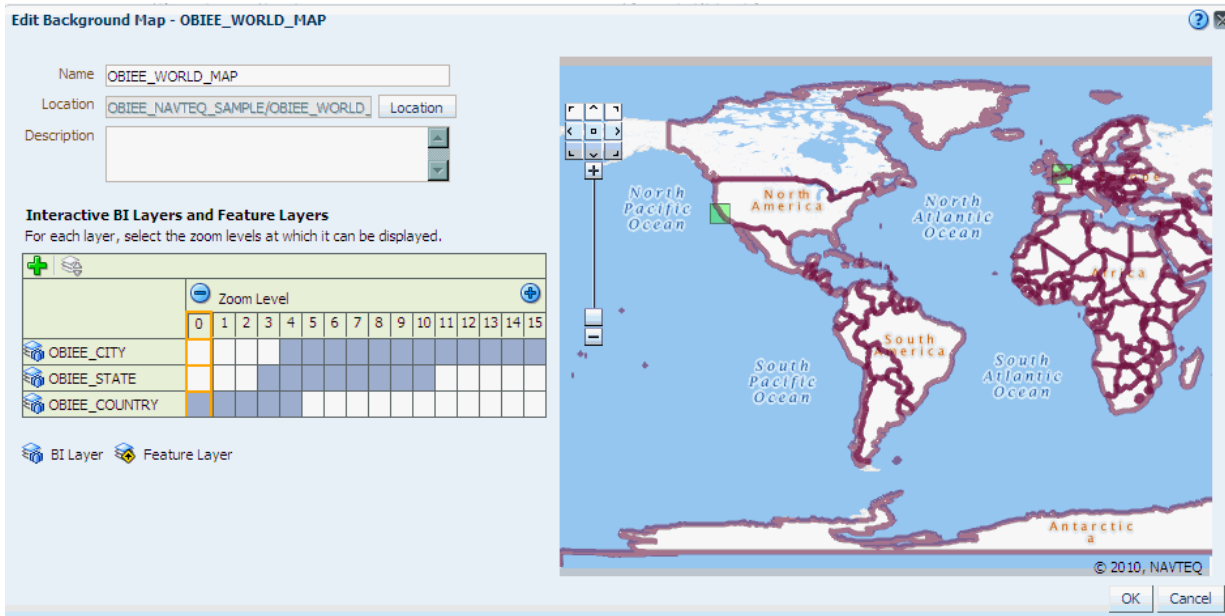 Edit Background Map - OBIEE_WORLD_MAP
Name OBIEE_WORLD_MAP
Location OBIEE_NAVTEQ_SAMPLE/OBIEE_WORLD_ Location
Description
Interactive BI Layers and Feature Layers
For each layer, select the zoom levels at which it can be displayed.
Zoom Level
0 1 2 3 4 5 6 7 8 9 10 11 12 13 14 15
OBIEE_CITY
OBIEE_STATE
OBIEE_COUNTRY
BI Layer Feature Layer
North
Pacific
Ocean
North
America
North
Atlantic
Ocean
Africa
South
America
South
Pacific
Ocean
South
Atlantic
Ocean
Antarctic
a
© 2010, NAVTEQ
OK Cancel